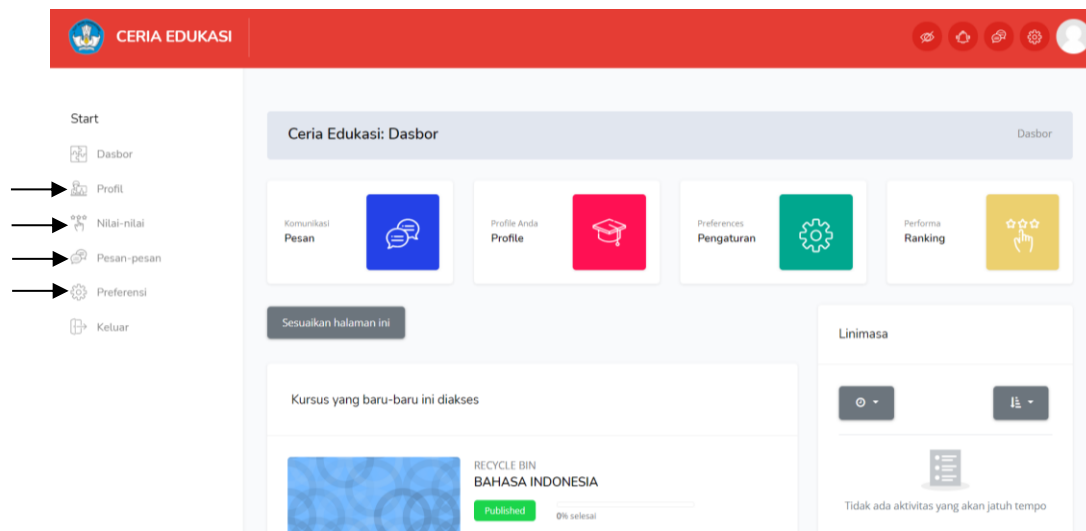 CERIA EDUKASI
Start
Dasbor
Profil
Nilai-nilai
Pesan-pesan
Preferensi
Keluar
Ceria Edukasi: Dasbor
Dasbor
Komunikasi
Pesan
Profile Anda
Profile
Preferences
Pengaturan
Performa
Ranking
Sesuaikan halaman ini
Kursus yang baru-baru ini diakses
RECYCLE BIN
BAHASA INDONESIA
Published
0% selesai
Linimasa
Tidak ada aktivitas yang akan jatuh tempo